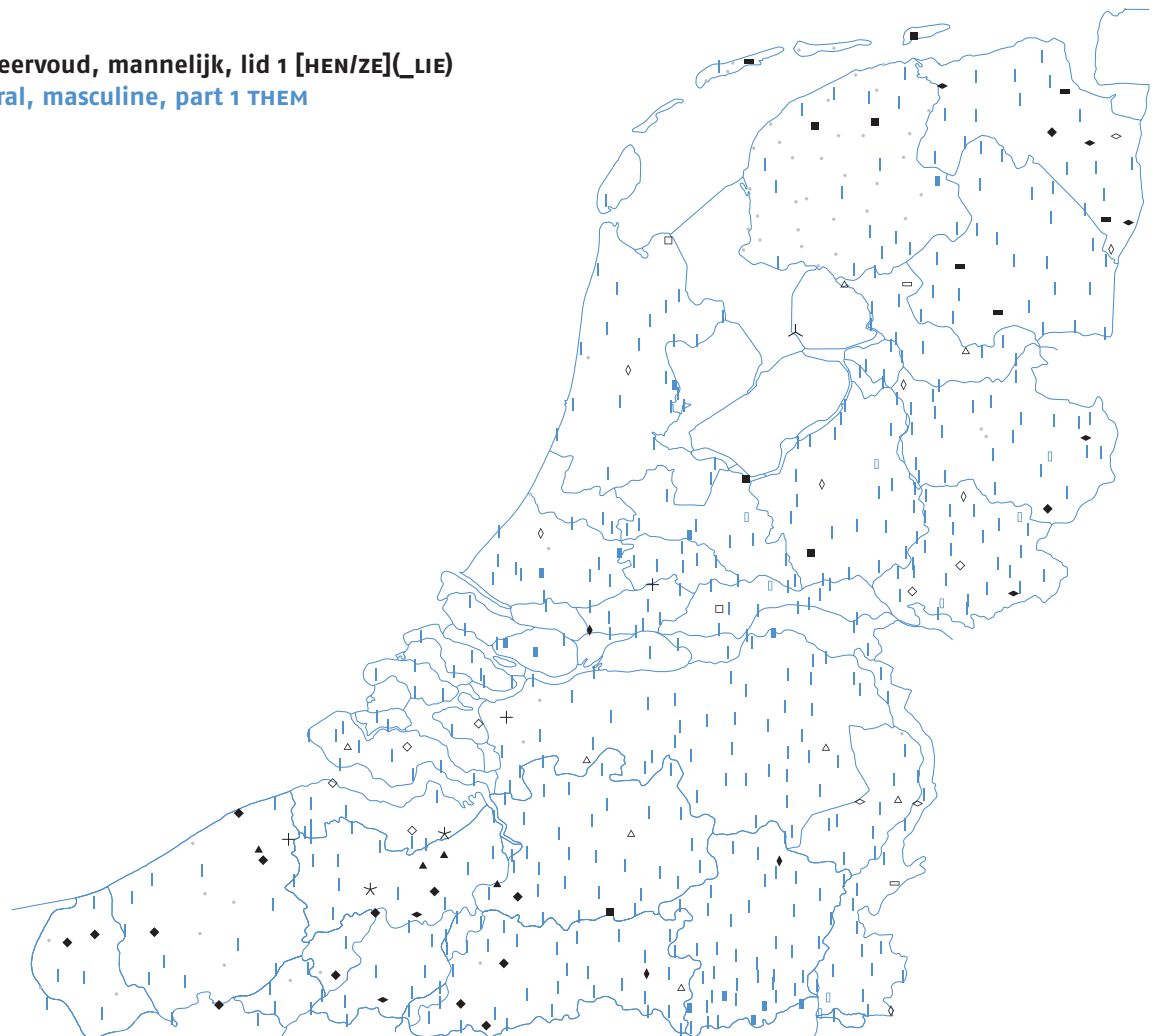 eervoud, mannelijk, lid 1 [HEN/ZE](_LIE)
ral, masculine, part 1 THEM